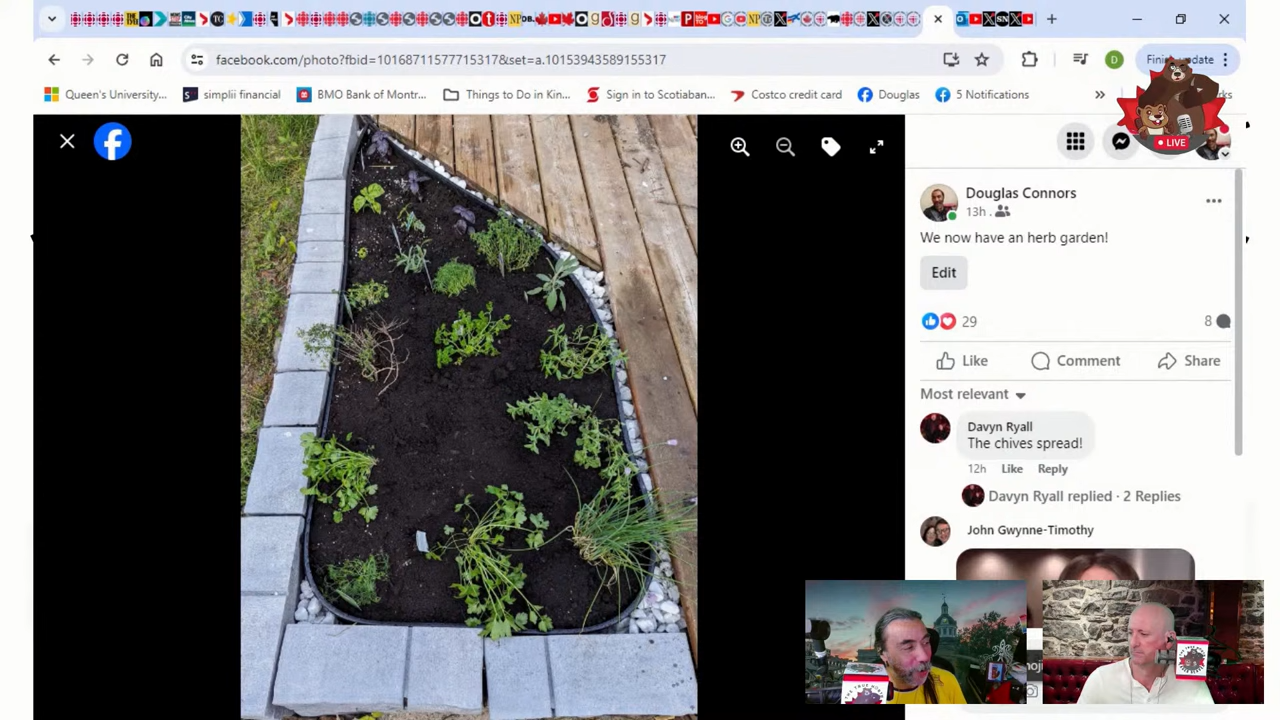 facebook.com/photo?fbid=10168711577715317&set=a.10153943589155317
Queen's University...
simplii financial
BMO Bank of Montr...
Things to Do in Kin...
Sign in to Scotiaban...
Costco credit card
Douglas
5 Notifications
LIVE
Douglas Connors
13h
We now have an herb garden!
Edit
29
8
Like
Comment
Share
Most relevant
Davyn Ryall
The chives spread!
12h Like Reply
Davyn Ryall replied · 2 Replies
John Gwynne-Timothy